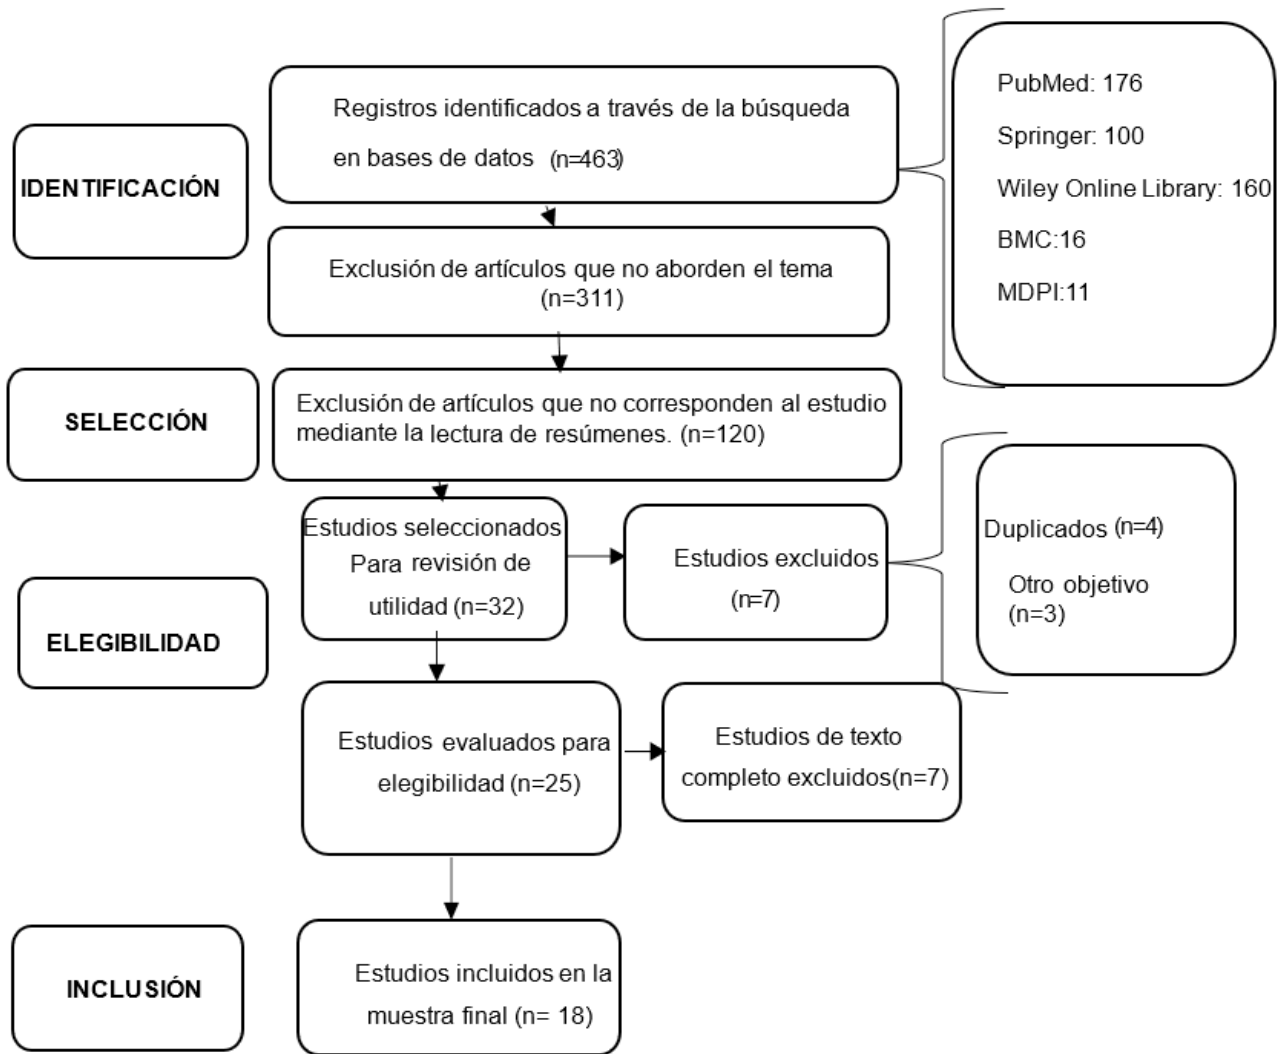 IDENTIFICACIÓN
Registros identificados a través de la búsqueda
en bases de datos (n=463)
PubMed: 176
Springer: 100
Wiley Online Library: 160
BMC:16
MDPI:11
Exclusión de artículos que no aborden el tema
(n=311)
SELECCIÓN
Exclusión de artículos que no corresponden al estudio
mediante la lectura de resúmenes. (n=120)
ELEGIBILIDAD
Estudios seleccionados
Para revisión de
utilidad (n=32)
Estudios excluidos
(n=7)
Duplicados (n=4)
Otro objetivo
(n=3)
Estudios evaluados para
elegibilidad (n=25)
Estudios de texto
completo excluidos(n=7)
INCLUSIÓN
Estudios incluidos en la
muestra final (n= 18)